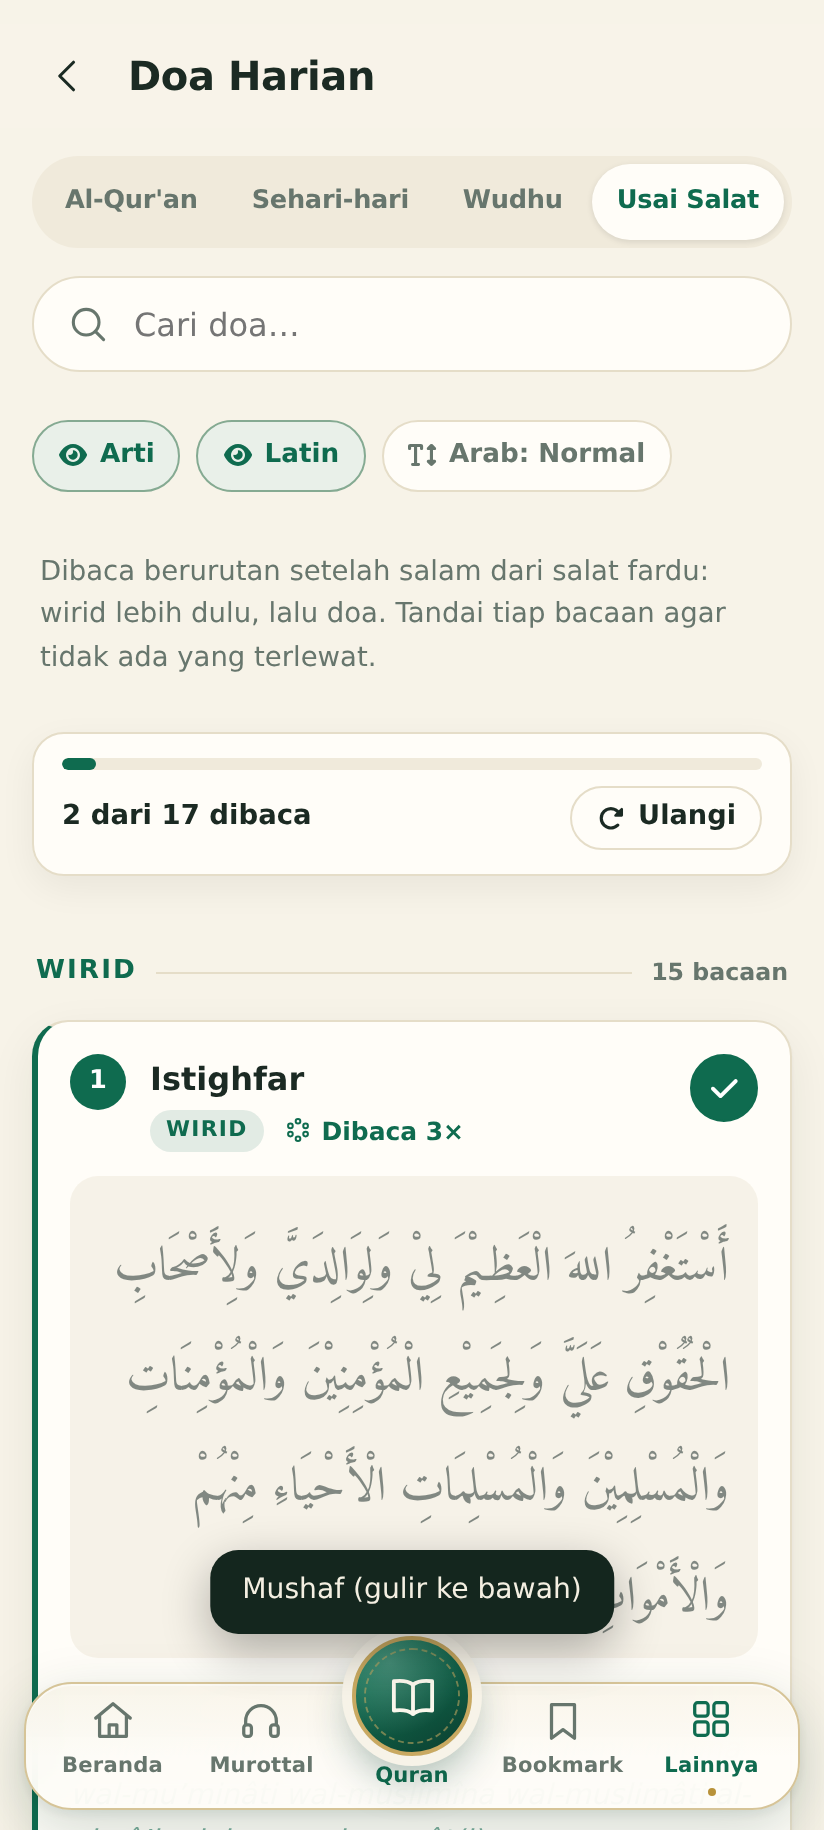 Doa Harian
Al-Qur'an Sehari-hari Wudhu Usai Salat
Cari doa...
Arti Latin Arab: Normal
Dibaca berurutan setelah salam dari salat fardu:
wirid lebih dulu, lalu doa. Tandai tiap bacaan agar
tidak ada yang terlewat.
2 dari 17 dibaca Ulangi
WIRID 15 bacaan
1 Istighfar
WIRID Dibaca 3×
أَسْتَغْفِرُ اللهَ الْعَظِـيْمَ لِيْ وَلِوَالِدَيَّ وَلِأَصْحَابِ
الْحُقُوْقِ عَلَيَّ وَلِجَمِيْعِ الْمُؤْمِنِيْنَ وَالْمُؤْمِنَاتِ
وَالْمُسْلِمِيْنَ وَالْمُسْلِمَاتِ الْأَحْيَاءِ مِنْهُمْ
Mushaf (gulir ke bawah)
Beranda Murottal Quran Bookmark Lainnya